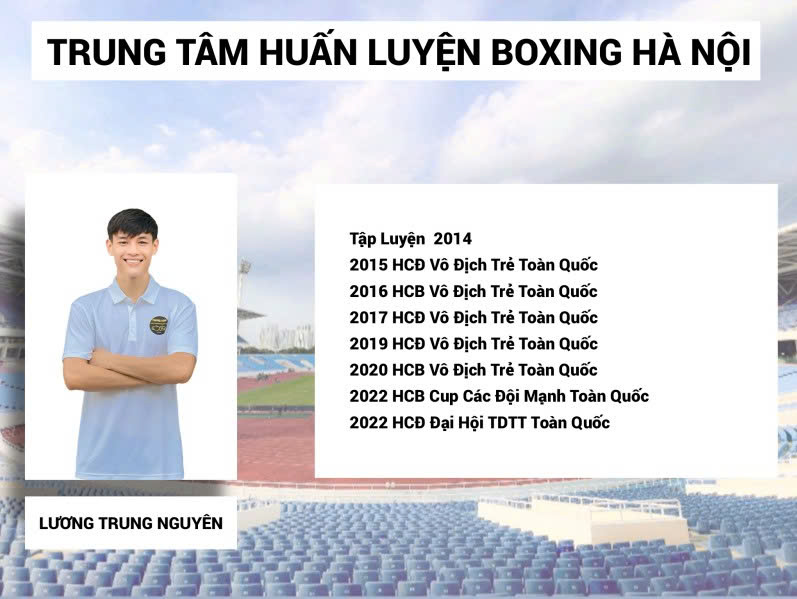 TRUNG TÂM HUẤN LUYỆN BOXING HÀ NỘI
Tập Luyện 2014
2015 HCĐ Vô Địch Trẻ Toàn Quốc
2016 HCB Vô Địch Trẻ Toàn Quốc
2017 HCĐ Vô Địch Trẻ Toàn Quốc
2019 HCĐ Vô Địch Trẻ Toàn Quốc
2020 HCB Vô Địch Trẻ Toàn Quốc
2022 HCB Cup Các Đội Mạnh Toàn Quốc
2022 HCĐ Đại Hội TDTT Toàn Quốc
LƯƠNG TRUNG NGUYÊN